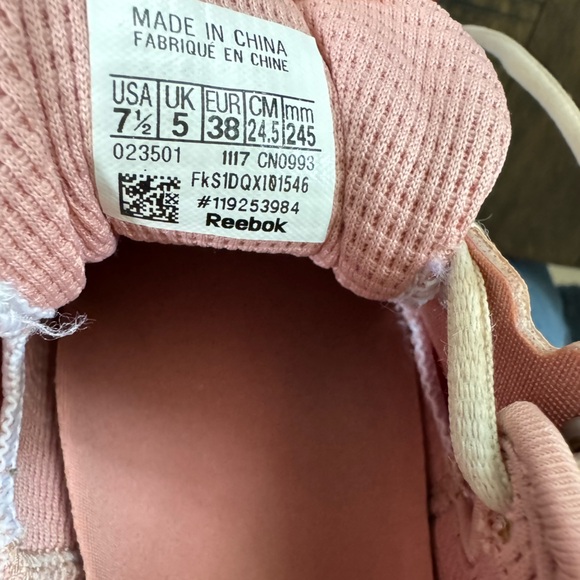 MADE IN CHINA
FABRIQUÉ EN CHINE
USA UK EUR CM mm
7½ 5 38 24.5 245
023501 1117 CN0993
FkS1DQXI01546
#119253984
Reebok